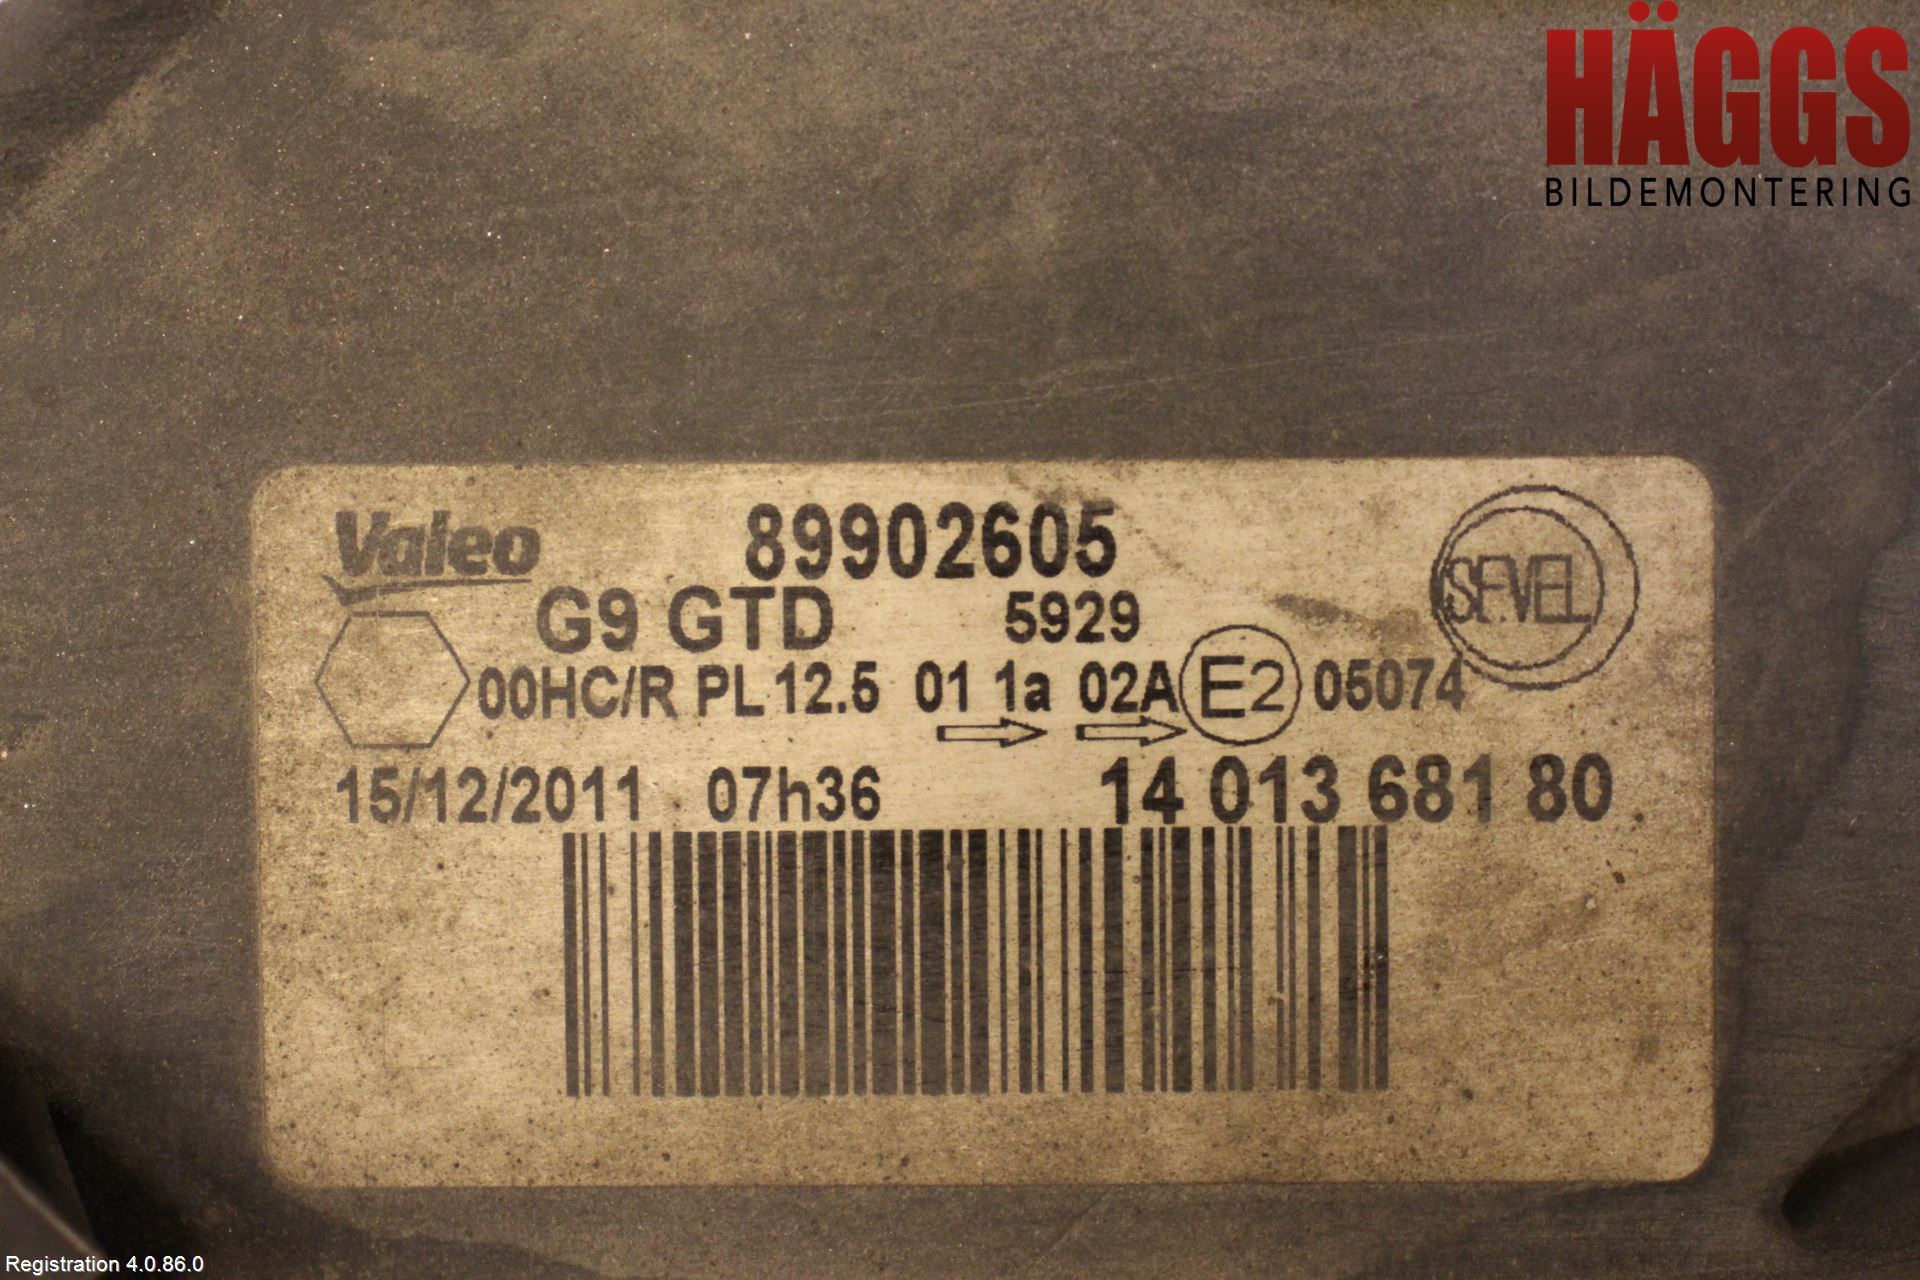 HÄGGS
BILDEMONTERING
Valeo 89902605
SEVEL
G9 GTD 5929
00HC/R PL 12.5 01 1a 02A E2 05074
15/12/2011 07h36 14 013 681 80
Registration 4.0.86.0